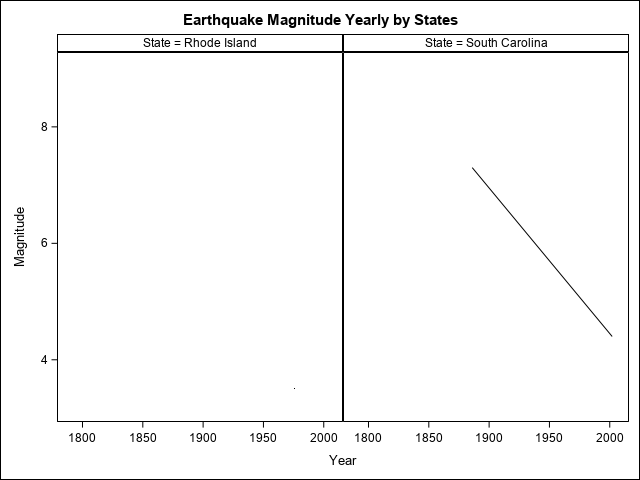 Earthquake Magnitude Yearly by States
State = Rhode Island
State = South Carolina
8
6
4
Magnitude
1800 1850 1900 1950 2000 1800 1850 1900 1950 2000
Year